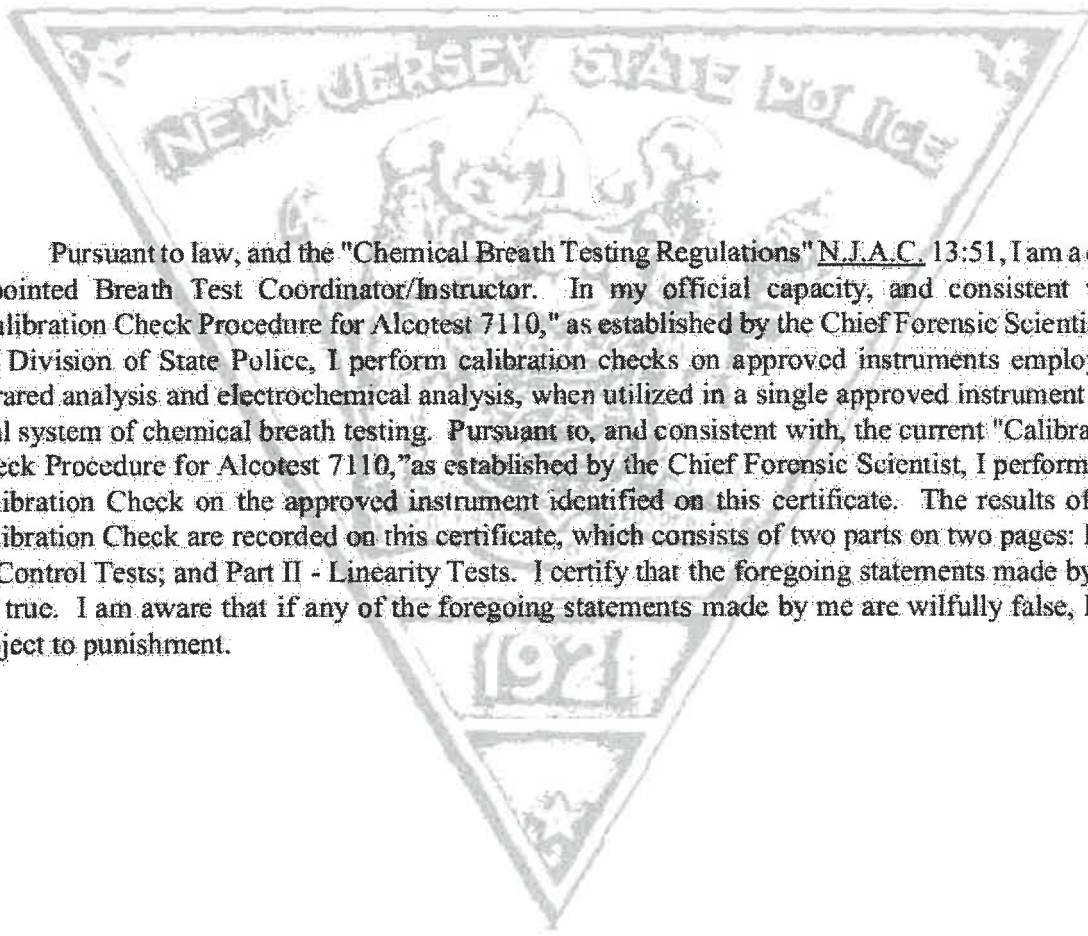 NEW JERSEY STATE POLICE
Pursuant to law, and the "Chemical Breath Testing Regulations" N.J.A.C. 13:51, I am a
pointed Breath Test Coordinator/Instructor. In my official capacity, and consistent
alibration Check Procedure for Alcotest 7110," as established by the Chief Forensic Scienti
Division of State Police, I perform calibration checks on approved instruments employ
rared analysis and electrochemical analysis, when utilized in a single approved instrument
al system of chemical breath testing. Pursuant to, and consistent with, the current "Calibra
eck Procedure for Alcotest 7110,"as established by the Chief Forensic Scientist, I perform
libration Check on the approved instrument identified on this certificate. The results of
libration Check are recorded on this certificate, which consists of two parts on two pages:
Control Tests; and Part II - Linearity Tests. I certify that the foregoing statements made by
true. I am aware that if any of the foregoing statements made by me are wilfully false, I
ject to punishment.
1921